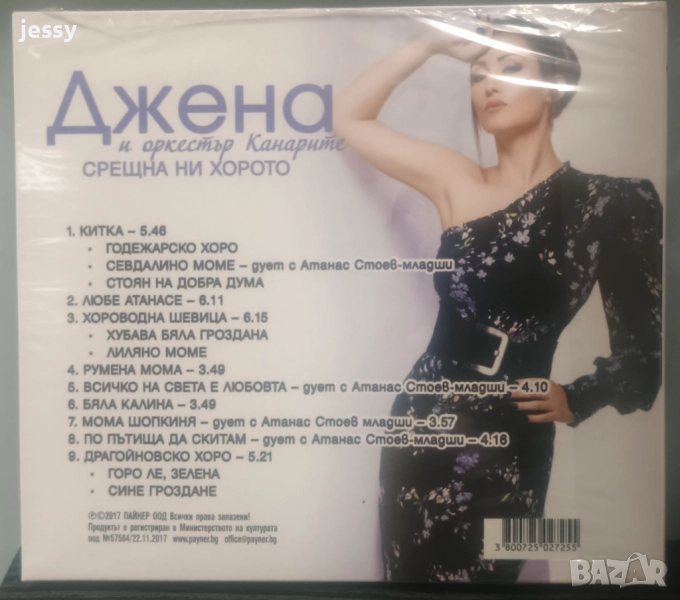 jessy
Джена
и оркестър Канарите
СРЕЩНА НИ ХОРОТО
1. КИТКА – 5.46
• ГОДЕЖАРСКО ХОРО
• СЕВДАЛИНО МОМЕ – дует с Атанас Стоев-младши
• СТОЯН НА ДОБРА ДУМА
2. ЛЮБЕ АТАНАСЕ – 6.11
3. ХОРОВОДНА ШЕВИЦА – 6.15
• ХУБАВА БЯЛА ГРОЗДАНА
• ЛИЛЯНО МОМЕ
4. РУМЕНА МОМА – 3.49
5. ВСИЧКО НА СВЕТА Е ЛЮБОВТА – дует с Атанас Стоев-младши – 4.10
6. БЯЛА КАЛИНА – 3.49
7. МОМА ШОПКИНЯ – дует с Атанас Стоев младши – 3.57
8. ПО ПЪТИЩА ДА СКИТАМ – дует с Атанас Стоев-младши – 4.16
9. ДРАГОЙНОВСКО ХОРО – 5.21
• ГОРО ЛЕ, ЗЕЛЕНА
• СИНЕ ГРОЗДАНЕ
℗©2017 ПАЙНЕР ООД Всички права запазени!
Продуктът е регистриран в Министерството на културата
под №57584/22.11.2017 www.payner.bg office@payner.bg
3 800725 027255
BAZAR